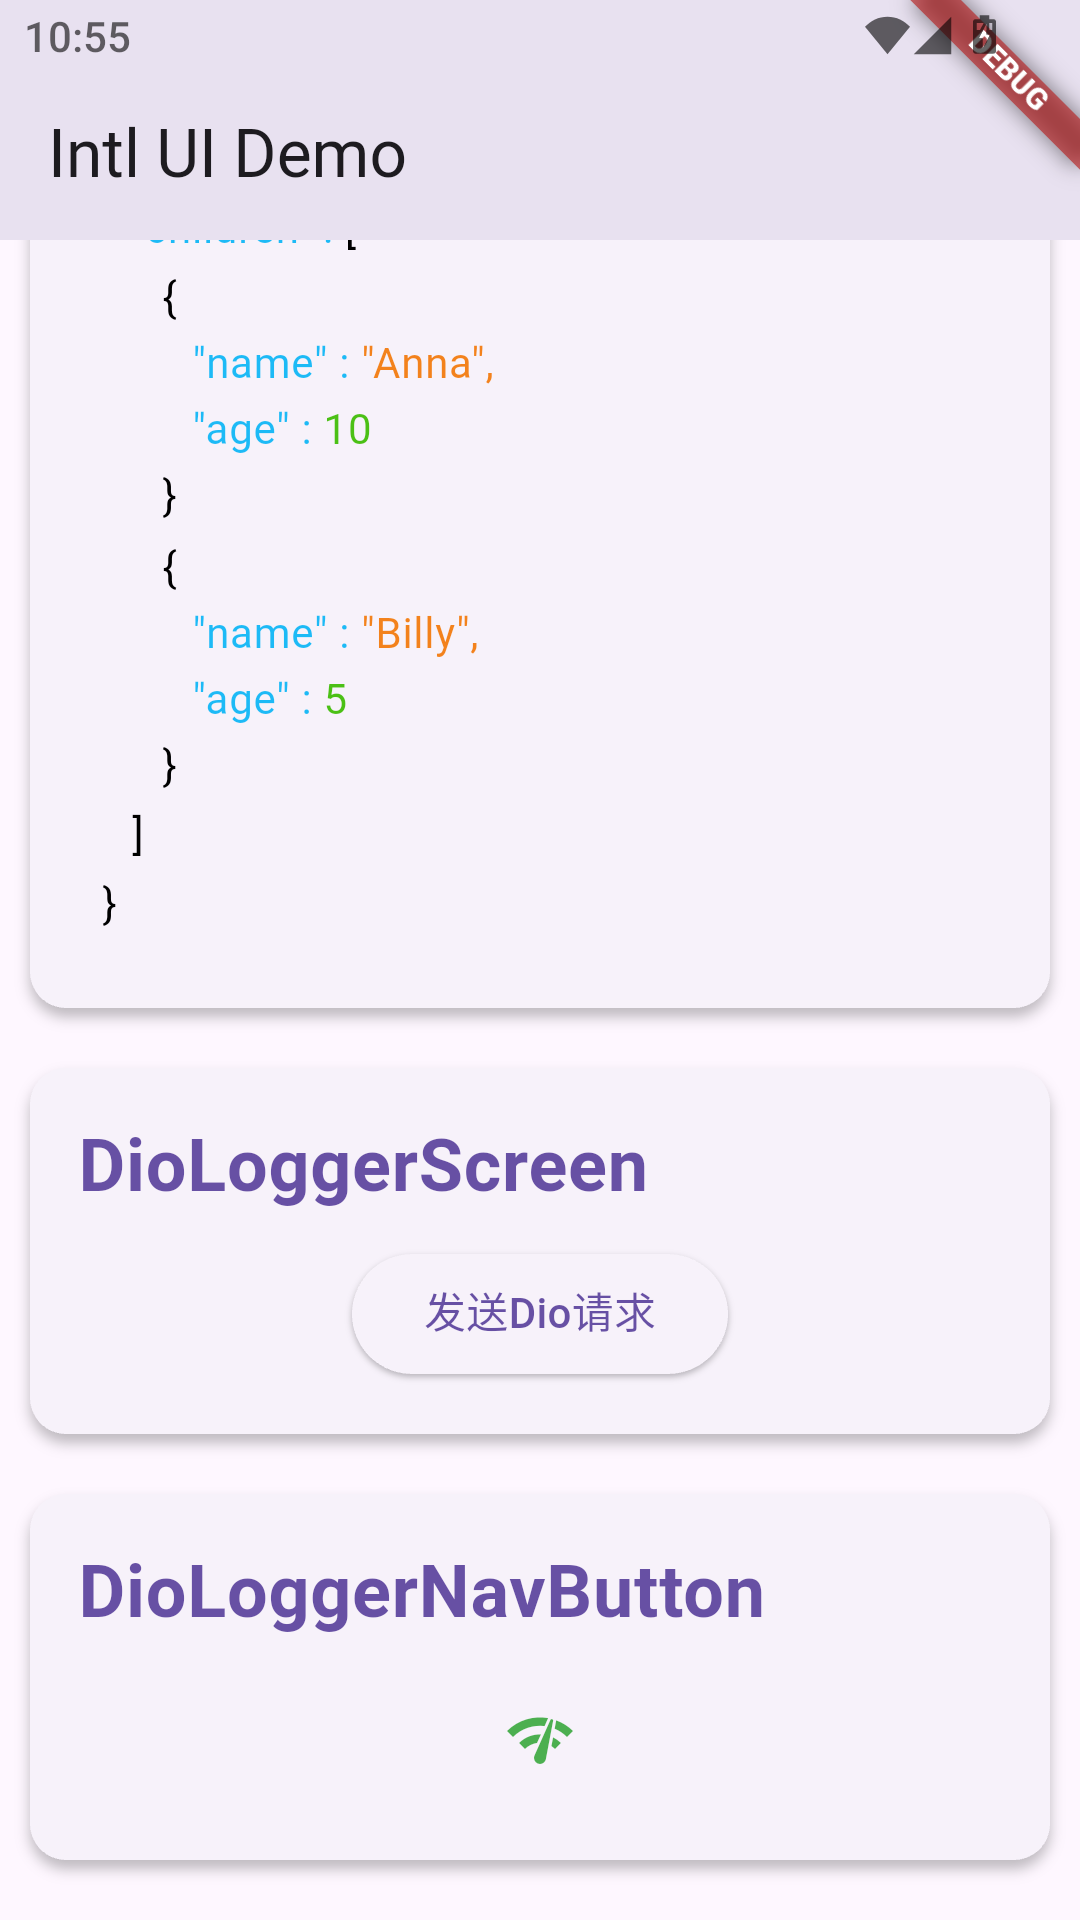 10:55
DEBUG
Intl UI Demo
{
"name" : "Anna",
"age" : 10
}
{
"name" : "Billy",
"age" : 5
}
]
}
DioLoggerScreen
发送Dio请求
DioLoggerNavButton